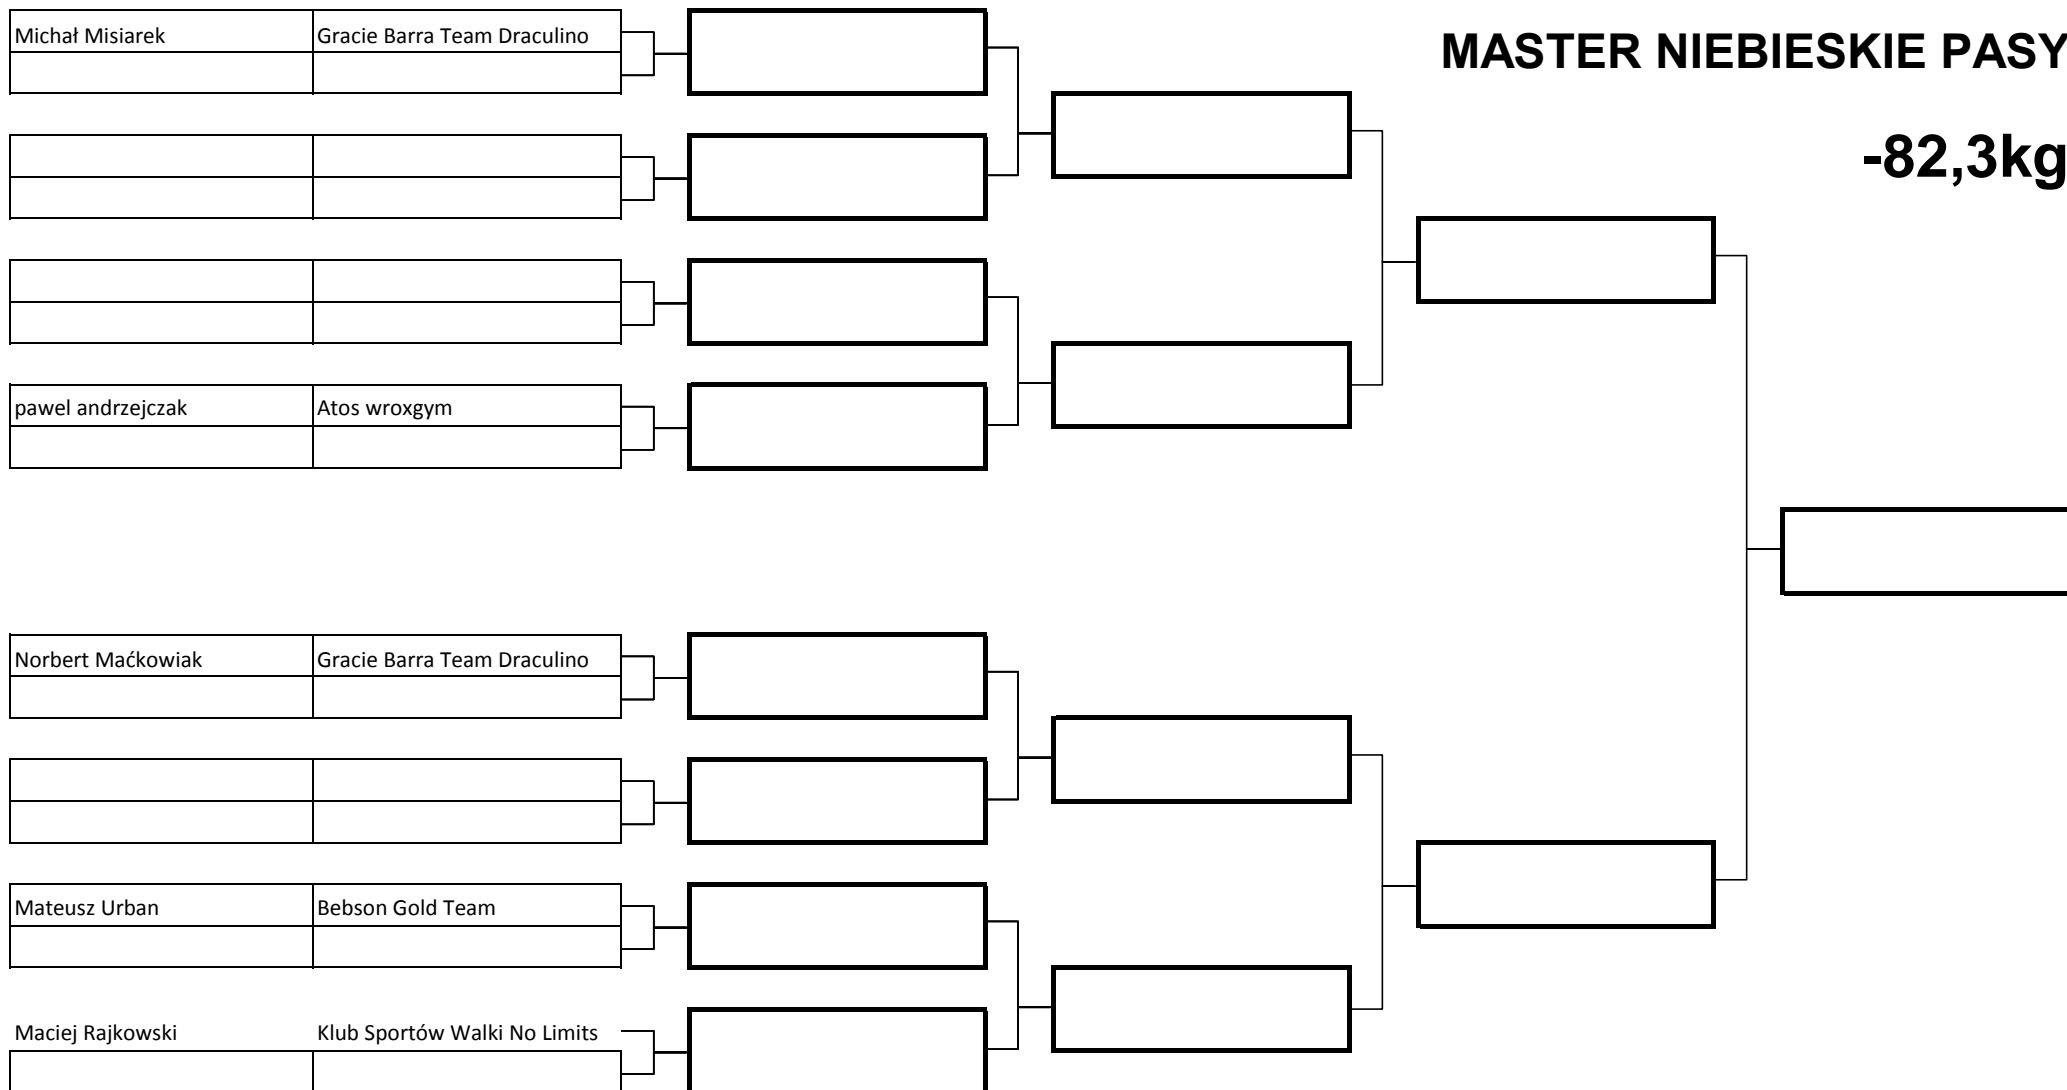 MASTER NIEBIESKIE PASY
-82,3kg
Michał Misiarek Gracie Barra Team Draculino
pawel andrzejczak Atos wroxgym
Norbert Maćkowiak Gracie Barra Team Draculino
Mateusz Urban Bebson Gold Team
Maciej Rajkowski Klub Sportów Walki No Limits